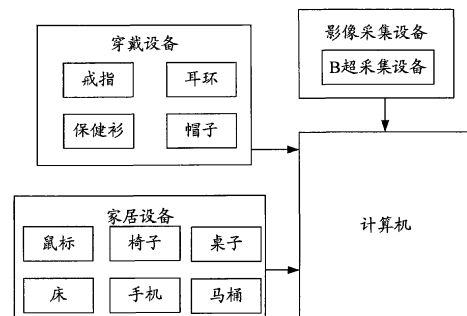 穿戴设备
戒指
耳环
保健衫
帽子
影像采集设备
B超采集设备
家居设备
鼠标
椅子
桌子
床
手机
马桶
计算机